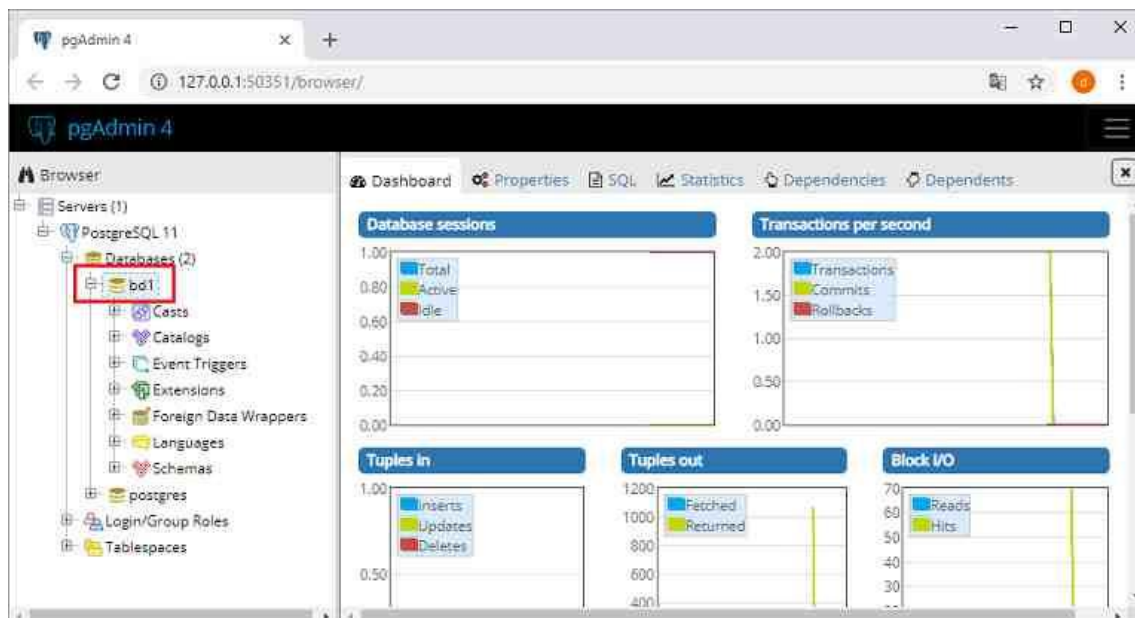 pgAdmin 4
127.0.0.1:50351/browser/
d
pgAdmin 4
Browser
Servers (1)
PostgreSQL 11
Databases (2)
bd1
Casts
Catalogs
Event Triggers
Extensions
Foreign Data Wrappers
Languages
Schemas
postgres
Login/Group Roles
Tablespaces
Dashboard Properties SQL Statistics Dependencies Dependents
Database sessions
1.00
0.80
0.60
0.40
0.20
0.00
Total
Active
Idle
Transactions per second
2.00
1.50
1.00
0.50
0.00
Transactions
Commits
Rollbacks
Tuples in
1.00
0.50
Inserts
Updates
Deletes
Tuples out
1200
1000
800
600
400
Fetched
Returned
Block I/O
70
60
50
40
30
Reads
Hits